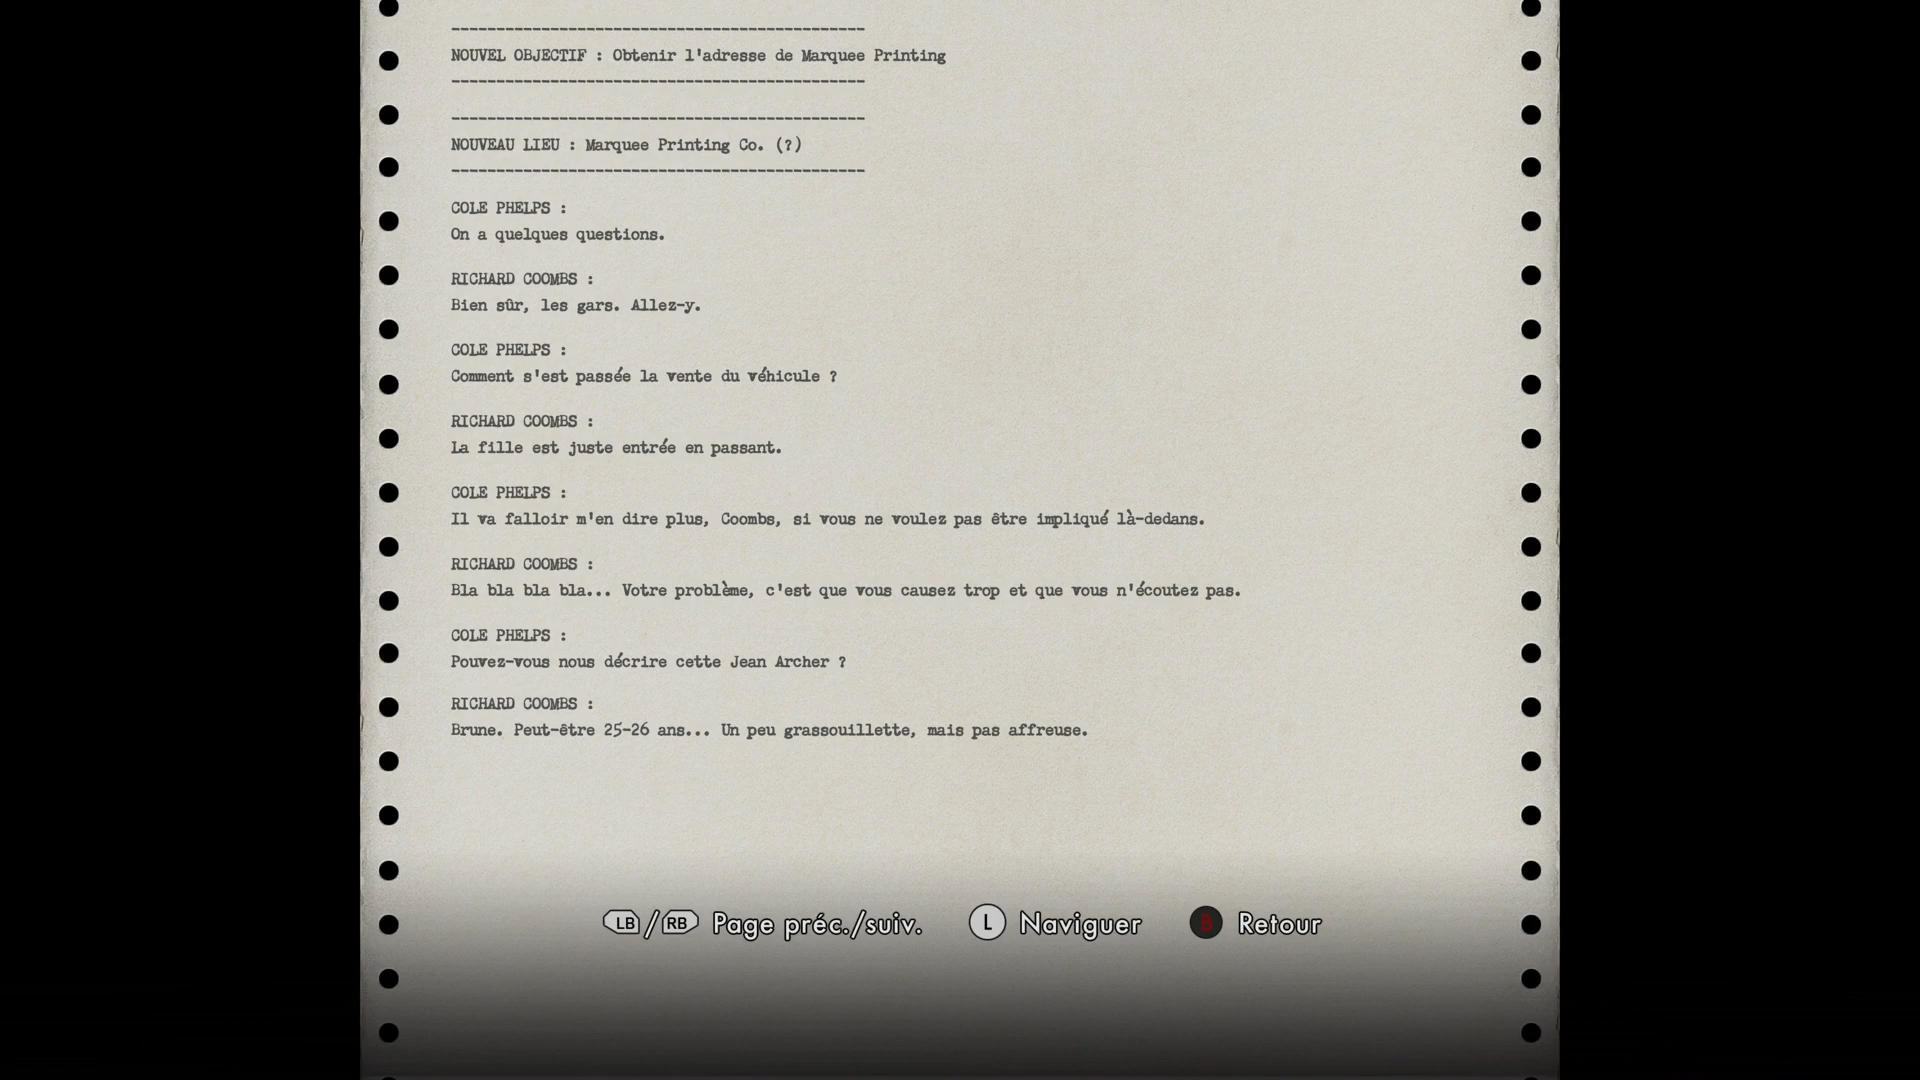 ----------------------------------------------
NOUVEL OBJECTIF : Obtenir l'adresse de Marquee Printing
----------------------------------------------
----------------------------------------------
NOUVEAU LIEU : Marquee Printing Co. (?)
----------------------------------------------
COLE PHELPS :
On a quelques questions.
RICHARD COOMBS :
Bien sûr, les gars. Allez-y.
COLE PHELPS :
Comment s'est passée la vente du véhicule ?
RICHARD COOMBS :
La fille est juste entrée en passant.
COLE PHELPS :
Il va falloir m'en dire plus, Coombs, si vous ne voulez pas être impliqué là-dedans.
RICHARD COOMBS :
Bla bla bla bla... Votre problème, c'est que vous causez trop et que vous n'écoutez pas.
COLE PHELPS :
Pouvez-vous nous décrire cette Jean Archer ?
RICHARD COOMBS :
Brune. Peut-être 25-26 ans... Un peu grassouillette, mais pas affreuse.
LB / RB Page préc./suiv. L Naviguer B Retour